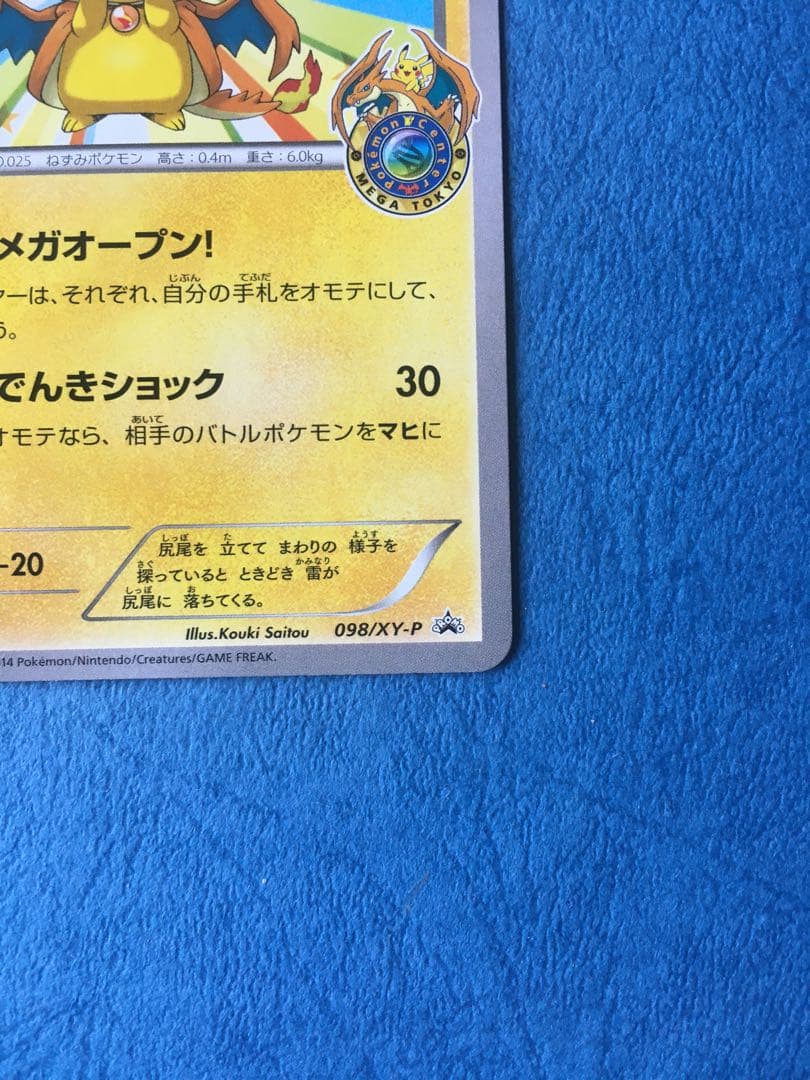 Pokémon Center
MEGA TOKYO
.025 ねずみポケモン 高さ：0.4m 重さ：6.0kg
メガオープン！
ーは、それぞれ、自分の手札をオモテにして、
う。
でんきショック 30
オモテなら、相手のバトルポケモンをマヒに
-20
尻尾を 立てて まわりの 様子を
探っていると ときどき 雷が
尻尾に 落ちてくる。
Illus.Kouki Saitou 098/XY-P
14 Pokémon/Nintendo/Creatures/GAME FREAK.